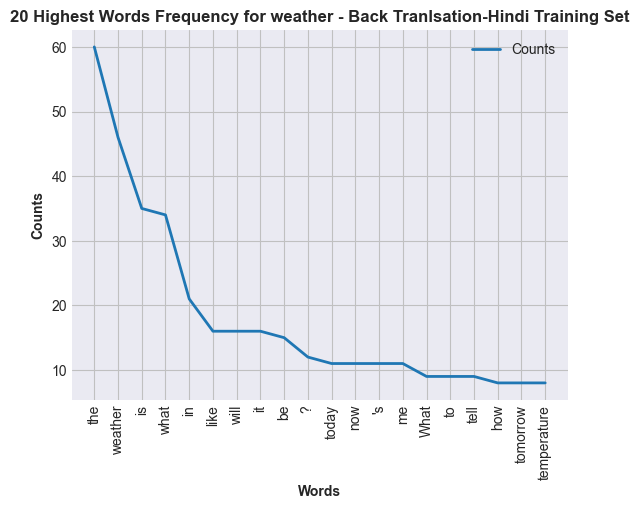 20 Highest Words Frequency for weather - Back Tranlsation-Hindi Training Set
Counts
60
50
40
30
20
10
Counts
the
weather
is
what
in
like
will
it
be
?
today
now
's
me
What
to
tell
how
tomorrow
temperature
Words